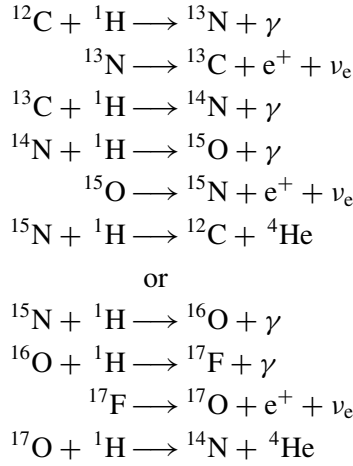 ¹²C + ¹H ⟶ ¹³N + γ
¹³N ⟶ ¹³C + e⁺ + νₑ
¹³C + ¹H ⟶ ¹⁴N + γ
¹⁴N + ¹H ⟶ ¹⁵O + γ
¹⁵O ⟶ ¹⁵N + e⁺ + νₑ
¹⁵N + ¹H ⟶ ¹²C + ⁴He
or
¹⁵N + ¹H ⟶ ¹⁶O + γ
¹⁶O + ¹H ⟶ ¹⁷F + γ
¹⁷F ⟶ ¹⁷O + e⁺ + νₑ
¹⁷O + ¹H ⟶ ¹⁴N + ⁴He